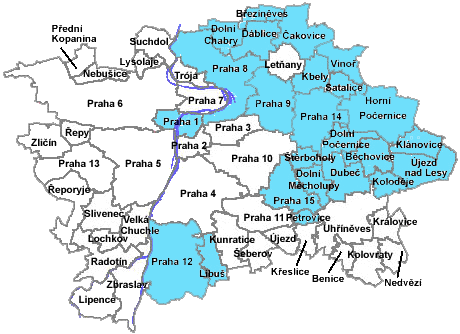 Březiněves
Přední
Kopanina
Suchdol
Dolní
Chabry
Ďáblice
Čakovice
Lysolaje
Nebušice
Trója
Praha 8
Letňany
Vinoř
Kbely
Satalice
Praha 6
Praha 7
Praha 9
Horní
Počernice
Praha 1
Praha 14
Řepy
Praha 3
Dolní
Počernice
Zličín
Praha 2
Klánovice
Praha 13
Praha 5
Praha 10
Štěrboholy
Běchovice
Újezd
nad Lesy
Dolní
Měcholupy
Dubeč
Koloděje
Řeporyje
Praha 4
Praha 15
Slivenec
Velká
Chuchle
Praha 11
Petrovice
Královice
Lochkov
Kunratice
Újezd
Uhříněves
Šeberov
Radotín
Praha 12
Libuš
Křeslice
Benice
Kolovraty
Nedvězí
Zbraslav
Lipence